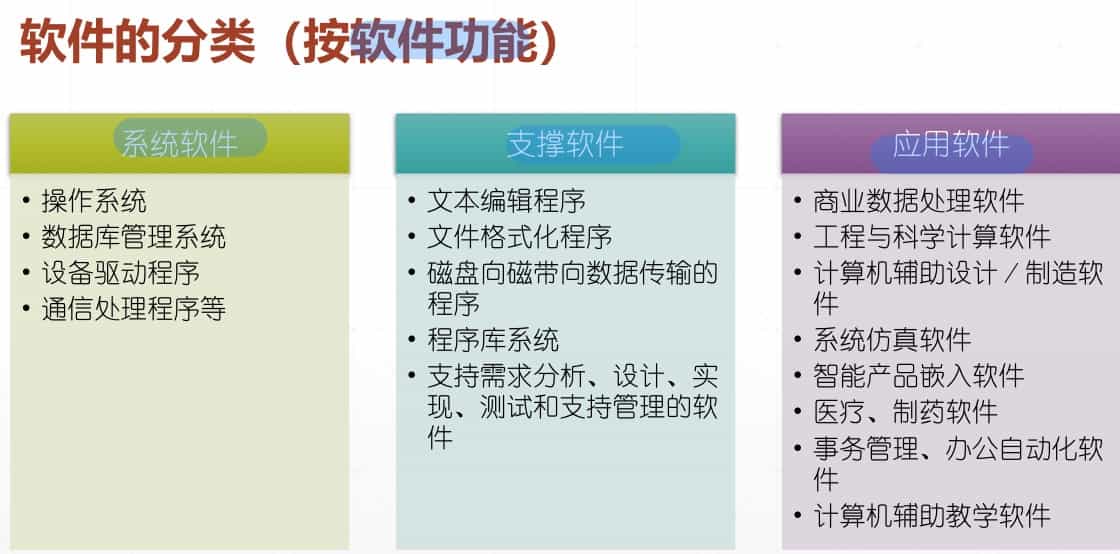 软件的分类（按软件功能）
系统软件
• 操作系统
• 数据库管理系统
• 设备驱动程序
• 通信处理程序等
支撑软件
• 文本编辑程序
• 文件格式化程序
• 磁盘向磁带向数据传输的
程序
• 程序库系统
• 支持需求分析、设计、实
现、测试和支持管理的软
件
应用软件
• 商业数据处理软件
• 工程与科学计算软件
• 计算机辅助设计/制造软
件
• 系统仿真软件
• 智能产品嵌入软件
• 医疗、制药软件
• 事务管理、办公自动化软
件
• 计算机辅助教学软件